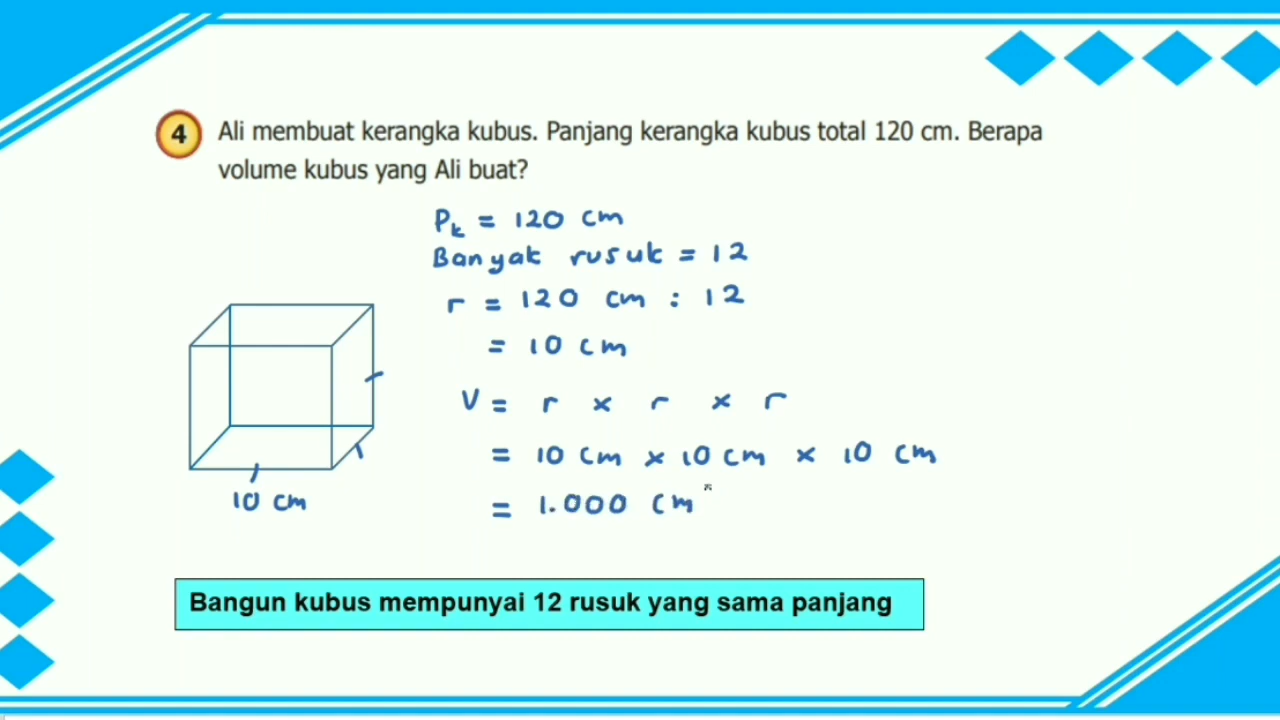 4
Ali membuat kerangka kubus. Panjang kerangka kubus total 120 cm. Berapa
volume kubus yang Ali buat?
Pk = 120 cm
Banyak rusuk = 12
r = 120 cm : 12
= 10 cm
V = r × r × r
= 10 cm × 10 cm × 10 cm
= 1.000 cm
10 cm
Bangun kubus mempunyai 12 rusuk yang sama panjang